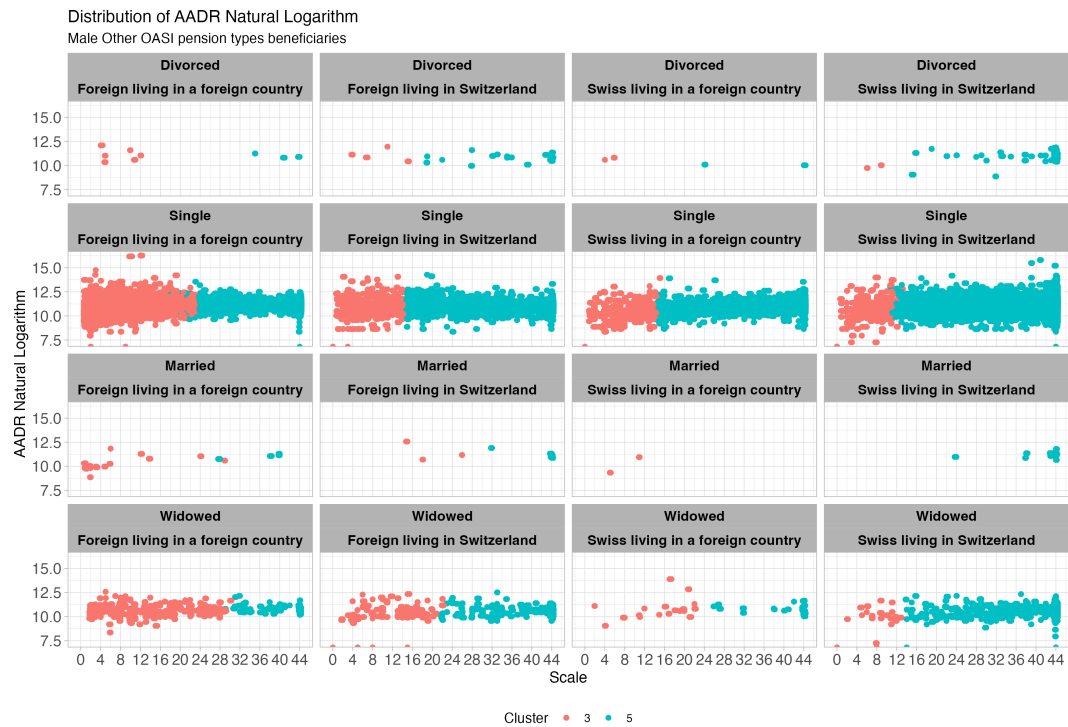 Distribution of AADR Natural Logarithm
Male Other OASI pension types beneficiaries
Divorced
Foreign living in a foreign country
Divorced
Foreign living in Switzerland
Divorced
Swiss living in a foreign country
Divorced
Swiss living in Switzerland
15.0
12.5
10.0
7.5
Single
Foreign living in a foreign country
Single
Foreign living in Switzerland
Single
Swiss living in a foreign country
Single
Swiss living in Switzerland
15.0
12.5
10.0
7.5
AADR Natural Logarithm
Married
Foreign living in a foreign country
Married
Foreign living in Switzerland
Married
Swiss living in a foreign country
Married
Swiss living in Switzerland
15.0
12.5
10.0
7.5
Widowed
Foreign living in a foreign country
Widowed
Foreign living in Switzerland
Widowed
Swiss living in a foreign country
Widowed
Swiss living in Switzerland
15.0
12.5
10.0
7.5
0 4 8 12 16 20 24 28 32 36 40 44
0 4 8 12 16 20 24 28 32 36 40 44
0 4 8 12 16 20 24 28 32 36 40 44
0 4 8 12 16 20 24 28 32 36 40 44
Scale
Cluster 3 5